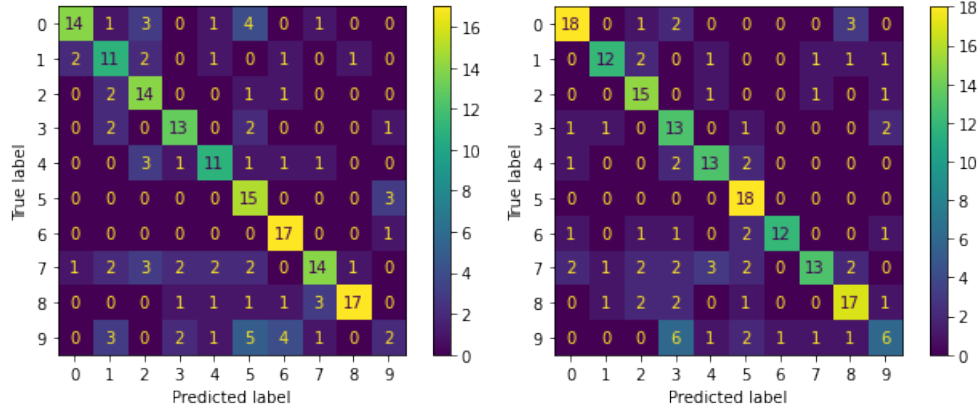 0 14 1 3 0 1 4 0 1 0 0
1 2 11 2 0 1 0 1 0 1 0
2 0 2 14 0 0 1 1 0 0 0
3 0 2 0 13 0 2 0 0 0 1
4 0 0 3 1 11 1 1 1 0 0
5 0 0 0 0 0 15 0 0 0 3
6 0 0 0 0 0 0 17 0 0 1
7 1 2 3 2 2 2 0 14 1 0
8 0 0 0 1 1 1 1 3 17 0
9 0 3 0 2 1 5 4 1 0 2
0 1 2 3 4 5 6 7 8 9
True label
Predicted label
16
14
12
10
8
6
4
2
0
0 18 0 1 2 0 0 0 0 3 0
1 0 12 2 0 1 0 0 1 1 1
2 0 0 15 0 1 0 0 1 0 1
3 1 1 0 13 0 1 0 0 0 2
4 1 0 0 2 13 2 0 0 0 0
5 0 0 0 0 0 18 0 0 0 0
6 1 0 1 1 0 2 12 0 0 1
7 2 1 2 2 3 2 0 13 2 0
8 0 1 2 2 0 1 0 0 17 1
9 0 0 0 6 1 2 1 1 1 6
0 1 2 3 4 5 6 7 8 9
True label
Predicted label
18
16
14
12
10
8
6
4
2
0